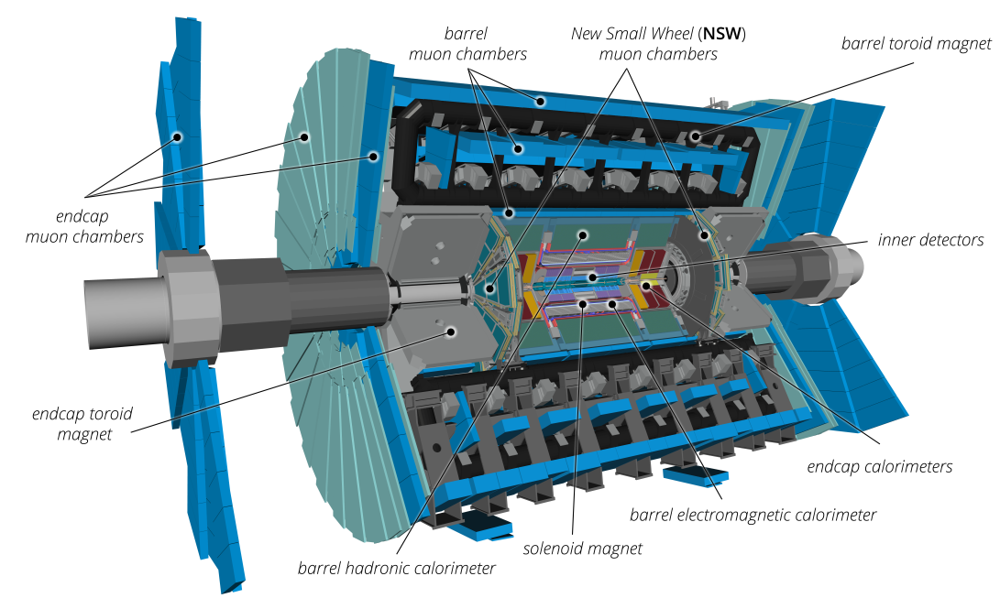 barrel
muon chambers
New Small Wheel (NSW)
muon chambers
barrel toroid magnet
endcap
muon chambers
inner detectors
endcap toroid
magnet
endcap calorimeters
barrel electromagnetic calorimeter
solenoid magnet
barrel hadronic calorimeter